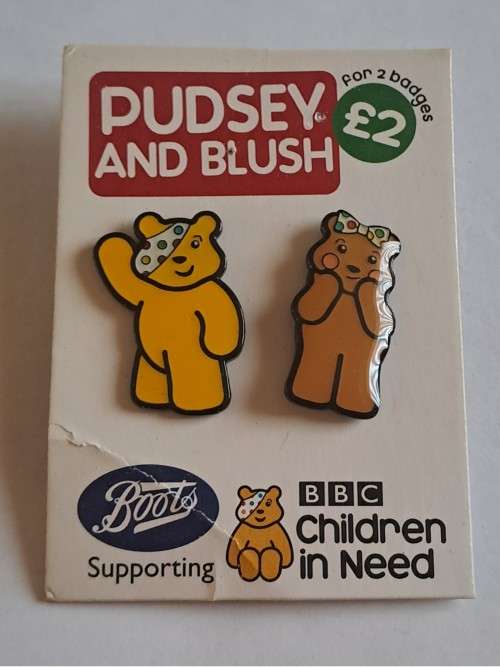 PUDSEY
AND BLUSH
for 2 badges
£2
Boots
Supporting
BBC
Children
in Need